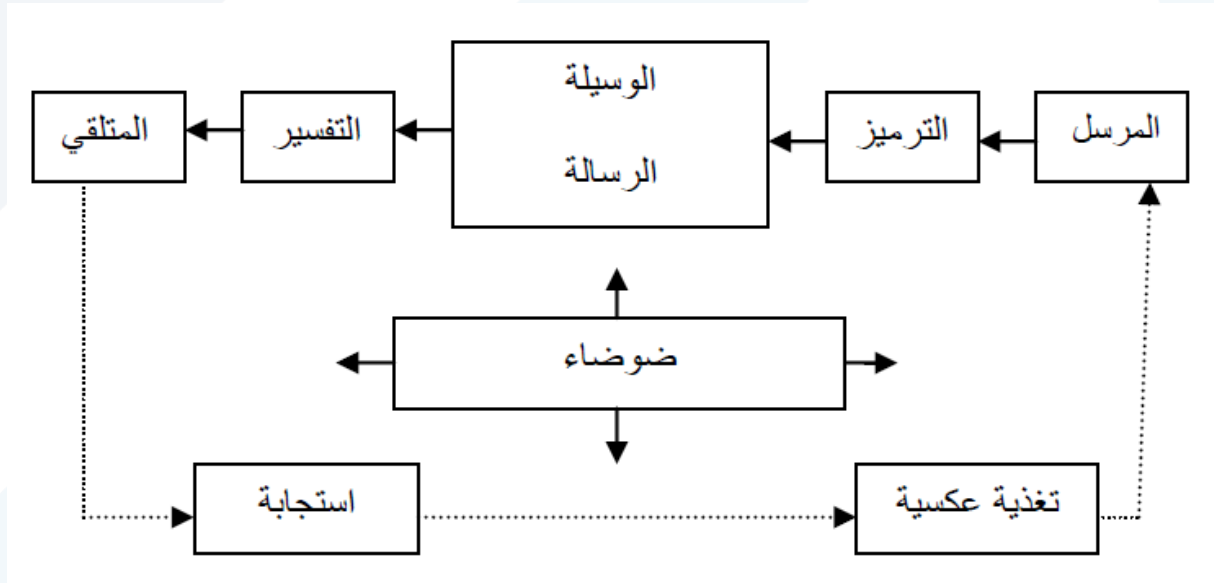 المرسل
الترميز
الوسيلة
الرسالة
التفسير
المتلقي
ضوضاء
استجابة
تغذية عكسية